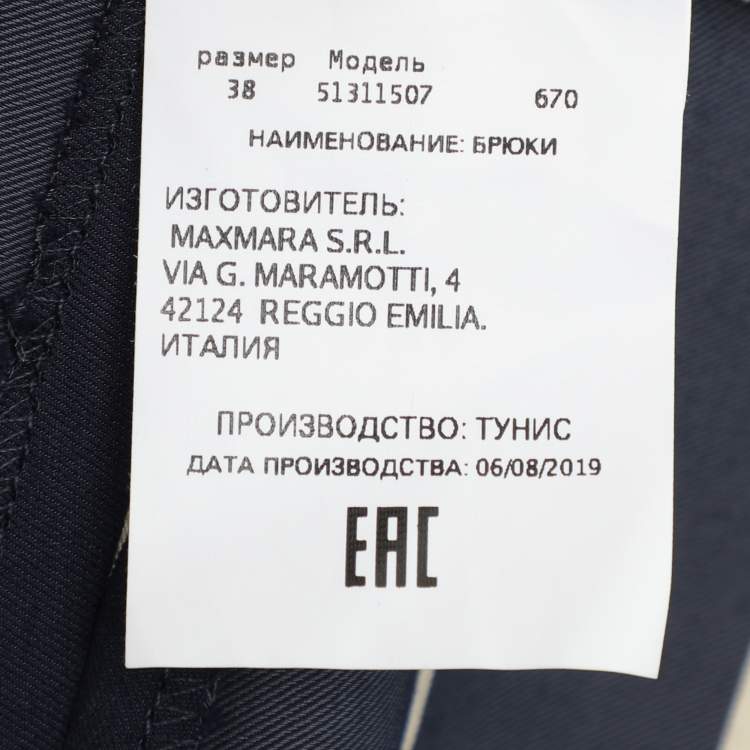 размер Модель
38 51311507 670
НАИМЕНОВАНИЕ: БРЮКИ
ИЗГОТОВИТЕЛЬ:
MAXMARA S.R.L.
VIA G. MARAMOTTI, 4
42124 REGGIO EMILIA.
ИТАЛИЯ
ПРОИЗВОДСТВО: ТУНИС
ДАТА ПРОИЗВОДСТВА: 06/08/2019
EAC